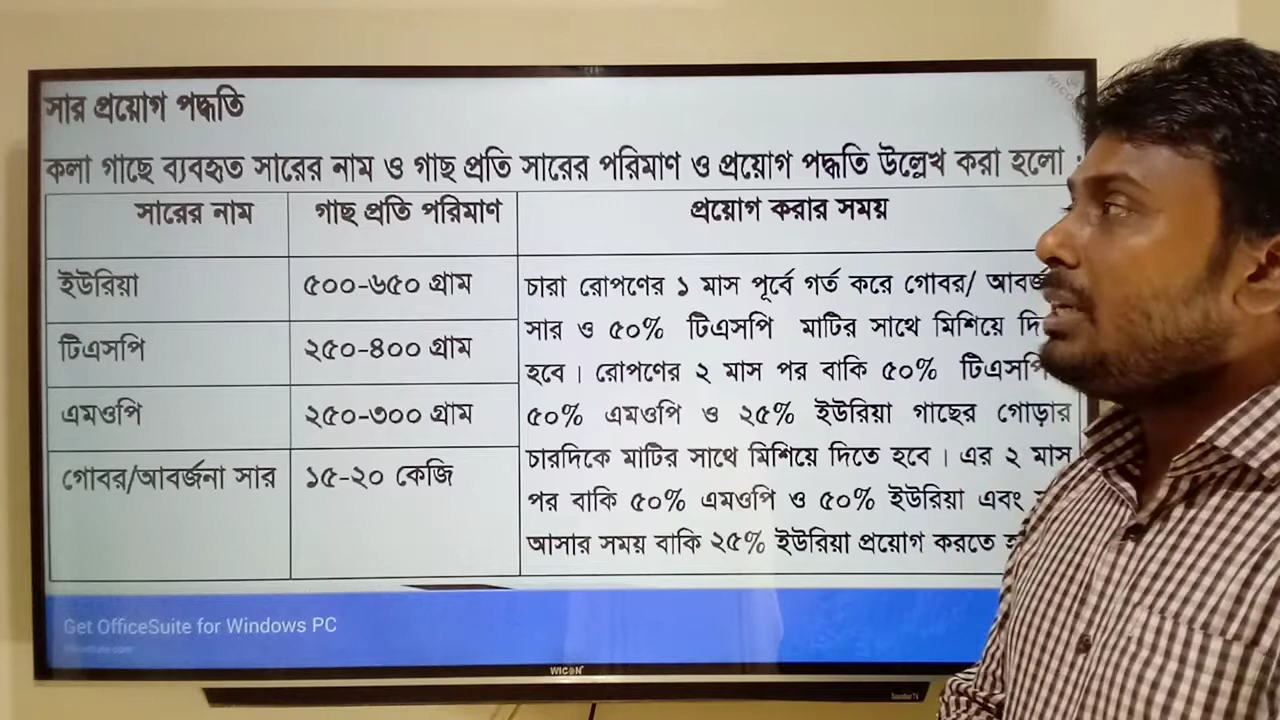 সার প্রয়োগ পদ্ধতি
কলা গাছে ব্যবহৃত সারের নাম ও গাছ প্রতি সারের পরিমাণ ও প্রয়োগ পদ্ধতি উল্লেখ করা হলো
সারের নাম গাছ প্রতি পরিমাণ প্রয়োগ করার সময়
ইউরিয়া ৫০০-৬৫০ গ্রাম
টিএসপি ২৫০-৪০০ গ্রাম
এমওপি ২৫০-৩০০ গ্রাম
গোবর/আবর্জনা সার ১৫-২০ কেজি
চারা রোপণের ১ মাস পূর্বে গর্ত করে গোবর/
সার ও ৫০% টিএসপি মাটির সাথে মিশিয়ে
হবে। রোপণের ২ মাস পর বাকি ৫০% টিএসপি
৫০% এমওপি ও ২৫% ইউরিয়া গাছের গোড়ার
চারদিকে মাটির সাথে মিশিয়ে দিতে হবে। এর ২ মাস
পর বাকি ৫০% এমওপি ও ৫০% ইউরিয়া এবং
আসার সময় বাকি ২৫% ইউরিয়া প্রয়োগ করতে
Get OfficeSuite for Windows PC
WICON
Soundbar TV